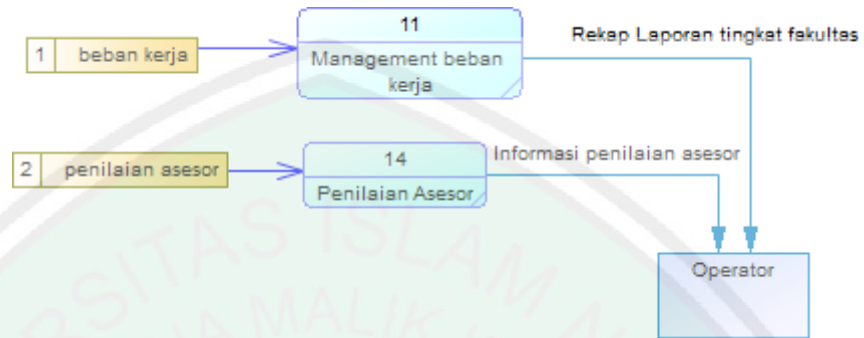 11
Rekap Laporan tingkat fakultas
1 beban kerja
Management beban
kerja
14
Informasi penilaian asesor
2 penilaian asesor
Penilaian Asesor
Operator